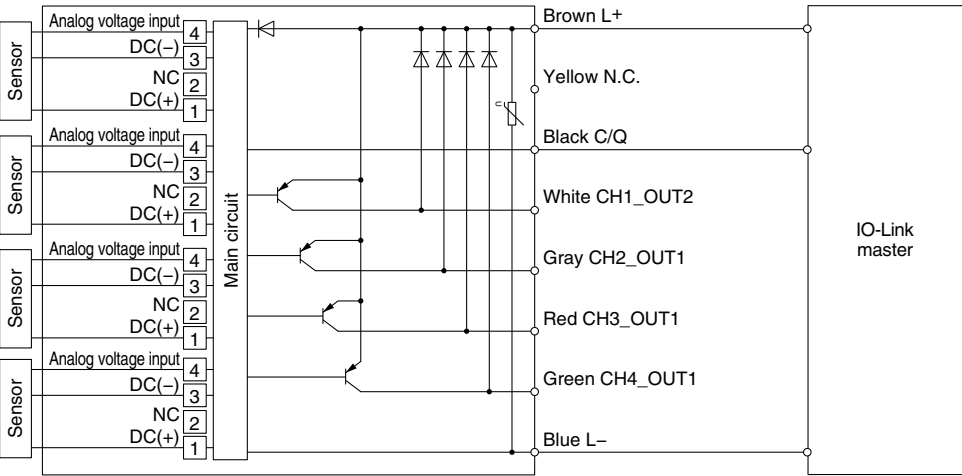 Sensor
Analog voltage input 4
DC(−) 3
NC 2
DC(+) 1
Sensor
Analog voltage input 4
DC(−) 3
NC 2
DC(+) 1
Sensor
Analog voltage input 4
DC(−) 3
NC 2
DC(+) 1
Sensor
Analog voltage input 4
DC(−) 3
NC 2
DC(+) 1
Main circuit
U
Brown L+
Yellow N.C.
Black C/Q
White CH1_OUT2
Gray CH2_OUT1
Red CH3_OUT1
Green CH4_OUT1
Blue L−
IO-Link
master